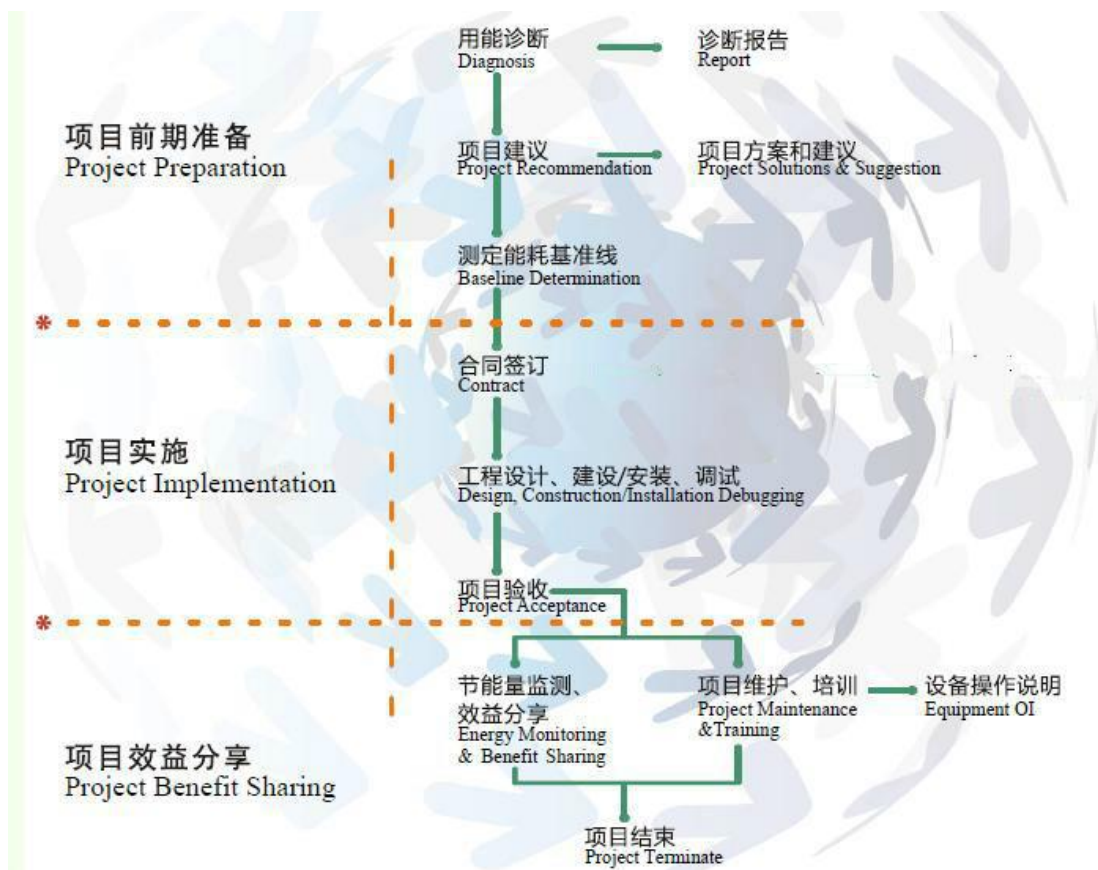 用能诊断
Diagnosis
诊断报告
Report
项目前期准备
Project Preparation
项目建议
Project Recommendation
项目方案和建议
Project Solutions & Suggestion
测定能耗基准线
Baseline Determination
*
合同签订
Contract
项目实施
Project Implementation
工程设计、建设/安装、调试
Design, Construction/Installation Debugging
项目验收
Project Acceptance
*
节能量监测、
效益分享
Energy Monitoring
& Benefit Sharing
项目维护、培训
Project Maintenance
&Training
设备操作说明
Equipment OI
项目效益分享
Project Benefit Sharing
项目结束
Project Terminate